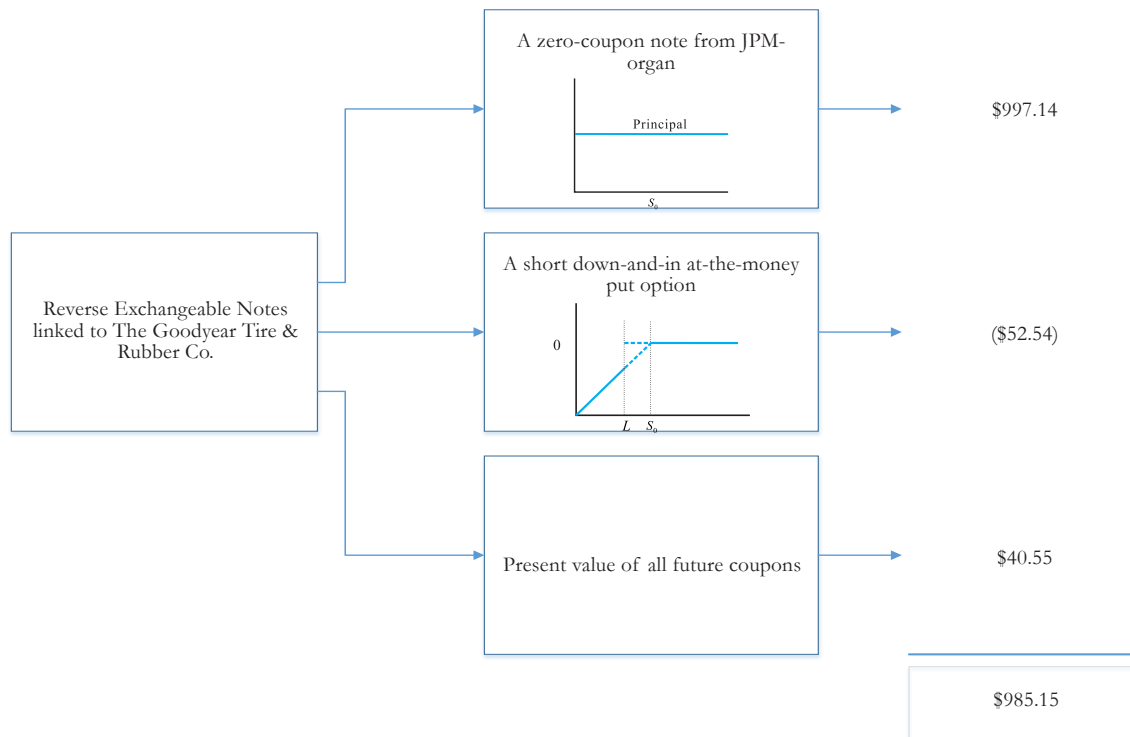 A zero-coupon note from JPM-
organ
Principal
S₀
$997.14
Reverse Exchangeable Notes
linked to The Goodyear Tire &
Rubber Co.
A short down-and-in at-the-money
put option
0
L S₀
($52.54)
Present value of all future coupons
$40.55
$985.15